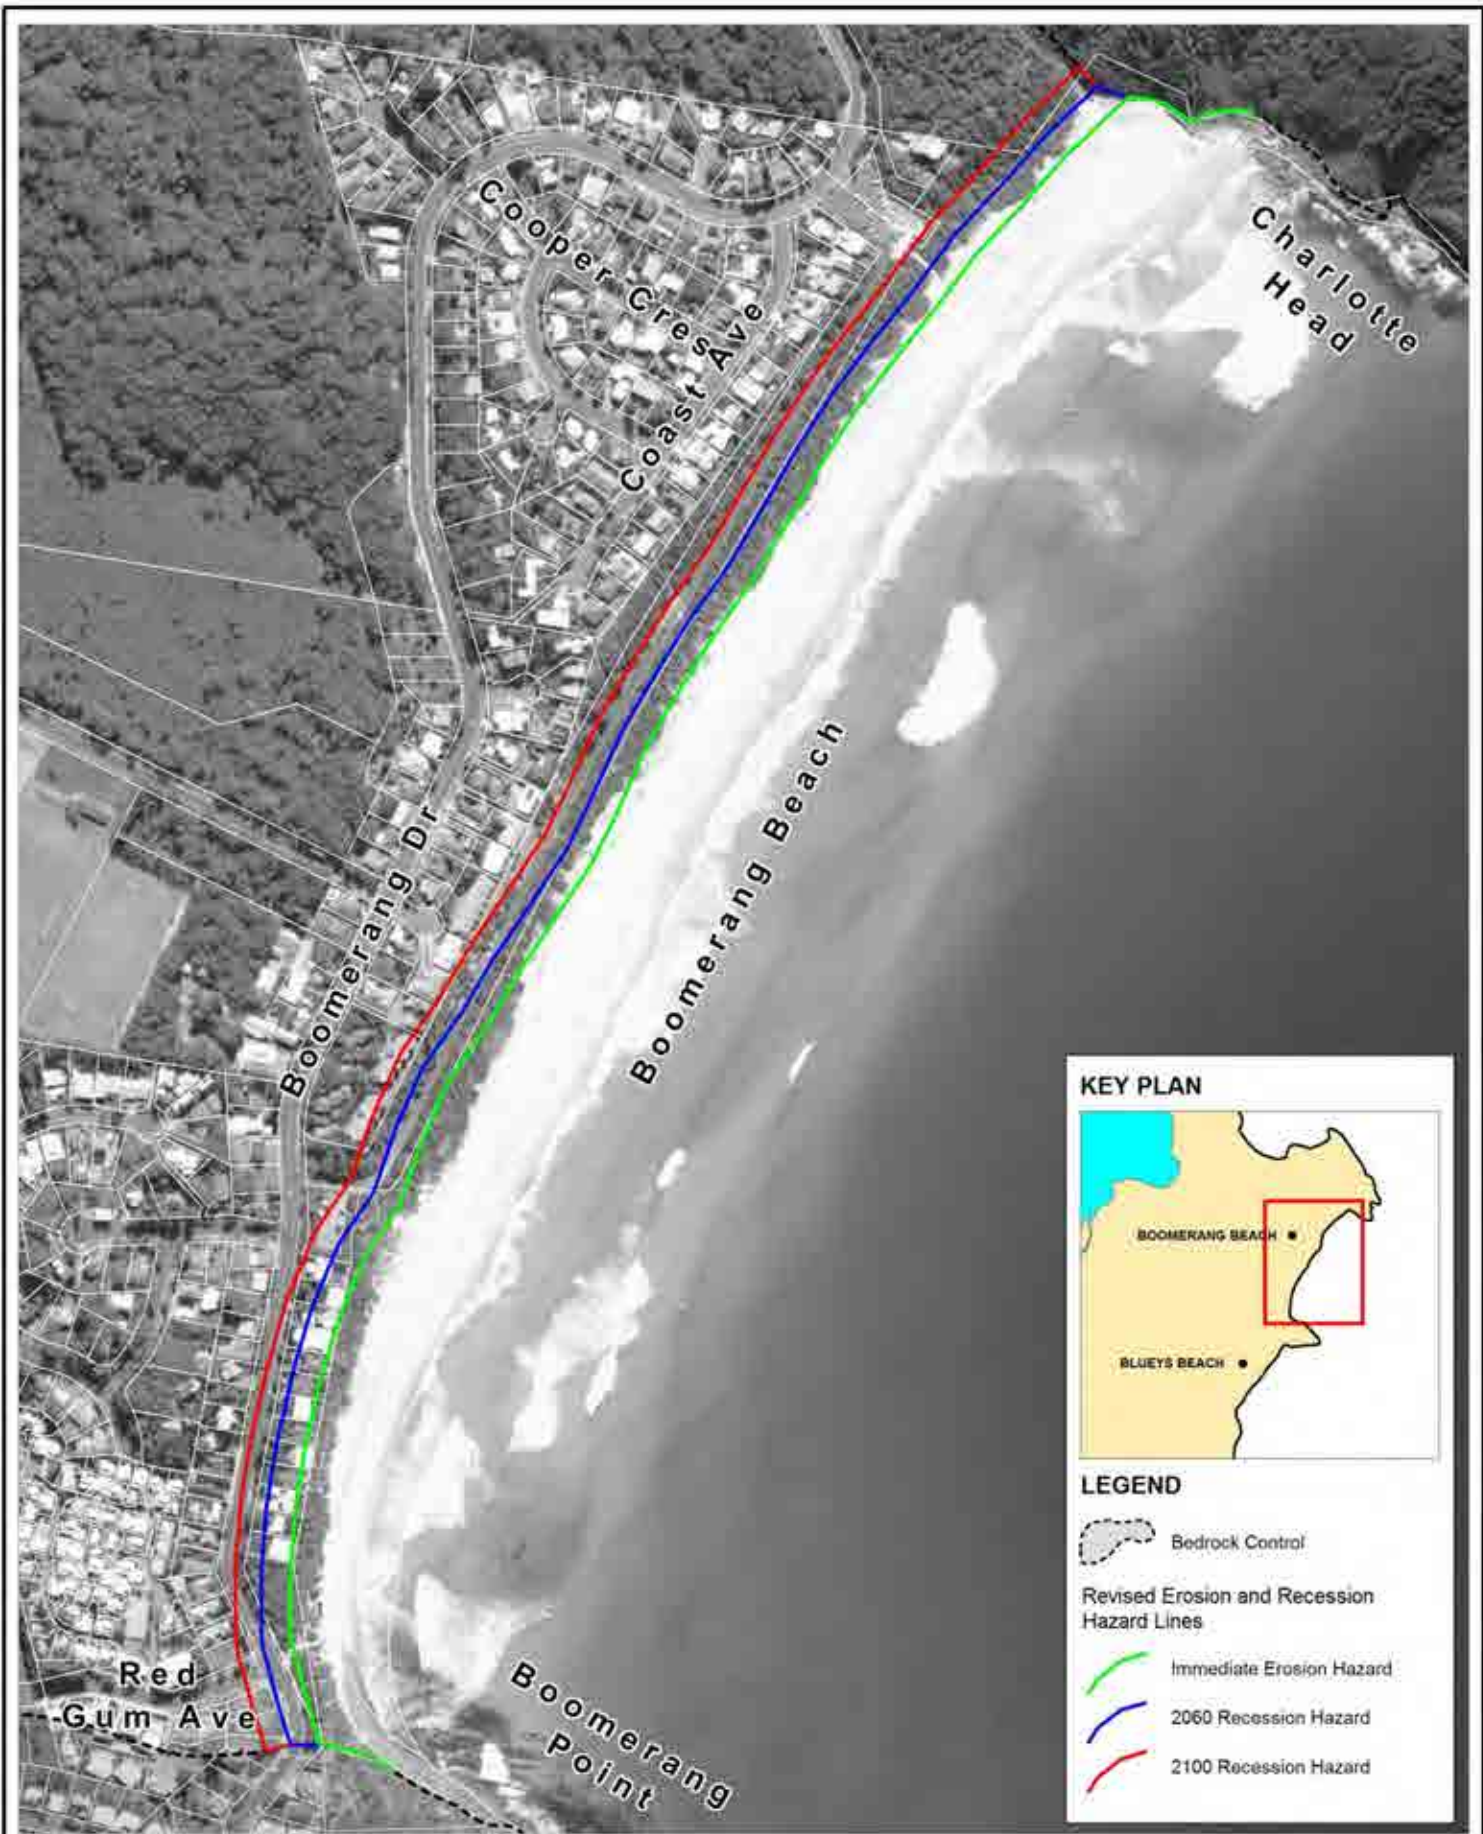 Cooper Cres
Coast Ave
Charlotte
Head
Boomerang Dr
Boomerang Beach
Red
Gum Ave
Boomerang
Point
KEY PLAN
BOOMERANG BEACH
BLUEYS BEACH
LEGEND
Bedrock Control
Revised Erosion and Recession
Hazard Lines
Immediate Erosion Hazard
2060 Recession Hazard
2100 Recession Hazard